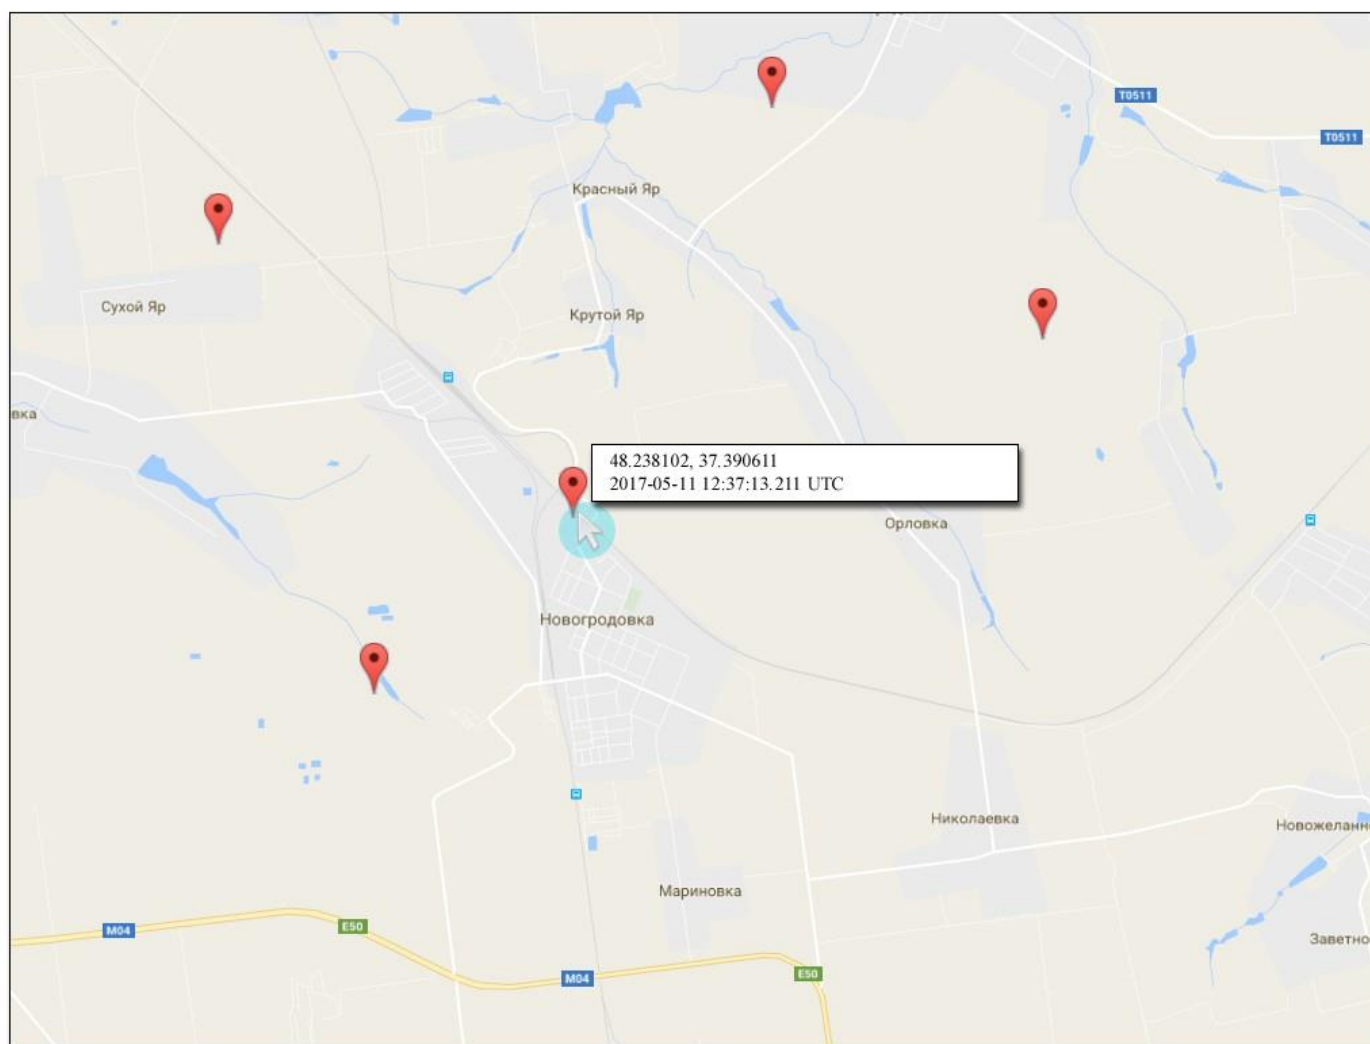 T0511
T0511
Красный Яр
Сухой Яр
Крутой Яр
вка
48.238102, 37.390611
2017-05-11 12:37:13.211 UTC
Орловка
Новогродовка
Николаевка
Новожеланн
Мариновка
M04
E50
Заветно
M04
E50